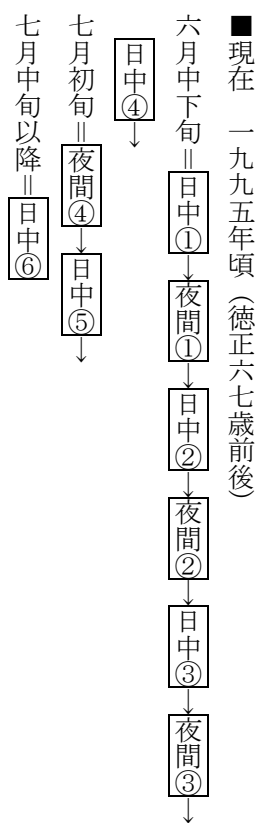 ■現在　一九九五年頃（徳正六七歳前後）
六月中下旬＝日中①→夜間①→日中②→夜間②→日中③→夜間③→
日中④→
七月初旬＝夜間④→日中⑤→
七月中旬以降＝日中⑥